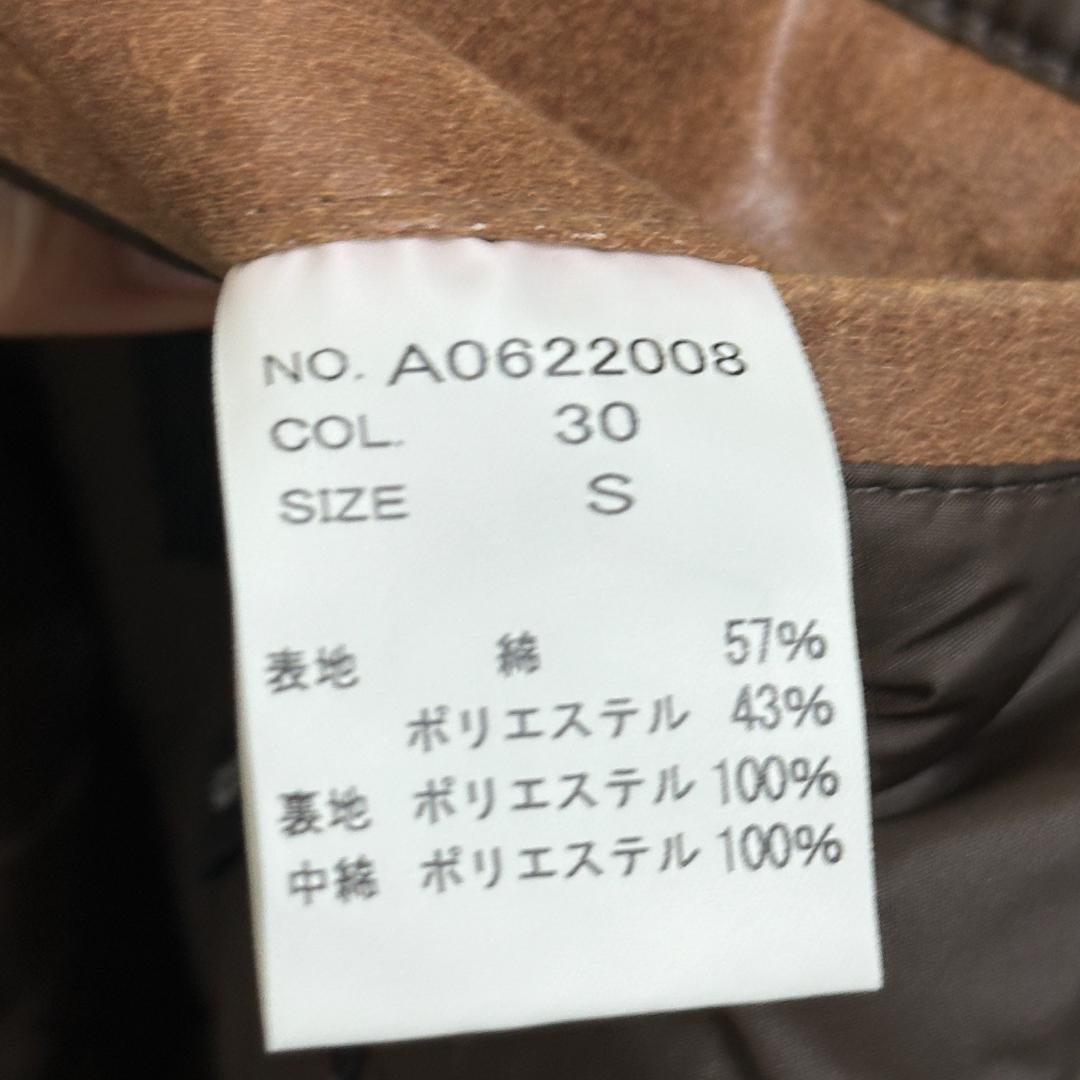 NO. A0622008
COL. 30
SIZE S
表地 綿 57%
ポリエステル 43%
裏地 ポリエステル 100%
中綿 ポリエステル 100%